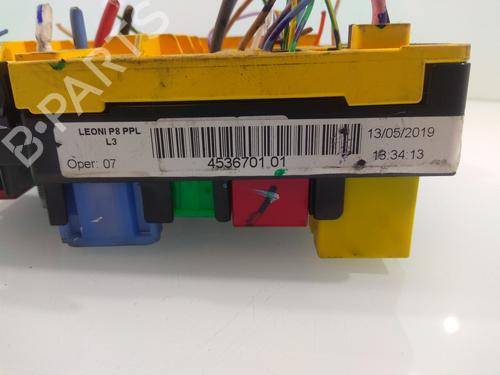 B-PARTS
LEONI P8 PPL
L3
13/05/2019
Oper: 07
4536701.01
13:34:13